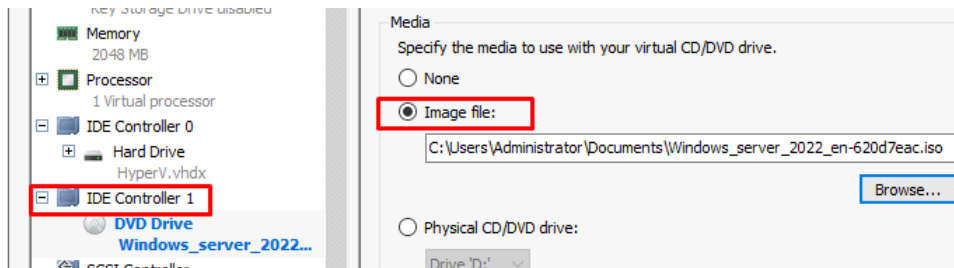 Key Storage Drive disabled
Memory
2048 MB
Processor
1 Virtual processor
IDE Controller 0
Hard Drive
HyperV.vhdx
IDE Controller 1
DVD Drive
Windows_server_2022...
SCSI Controller
Media
Specify the media to use with your virtual CD/DVD drive.
None
Image file:
C:\Users\Administrator\Documents\Windows_server_2022_en-620d7eac.iso
Browse...
Physical CD/DVD drive:
Drive 'D:'